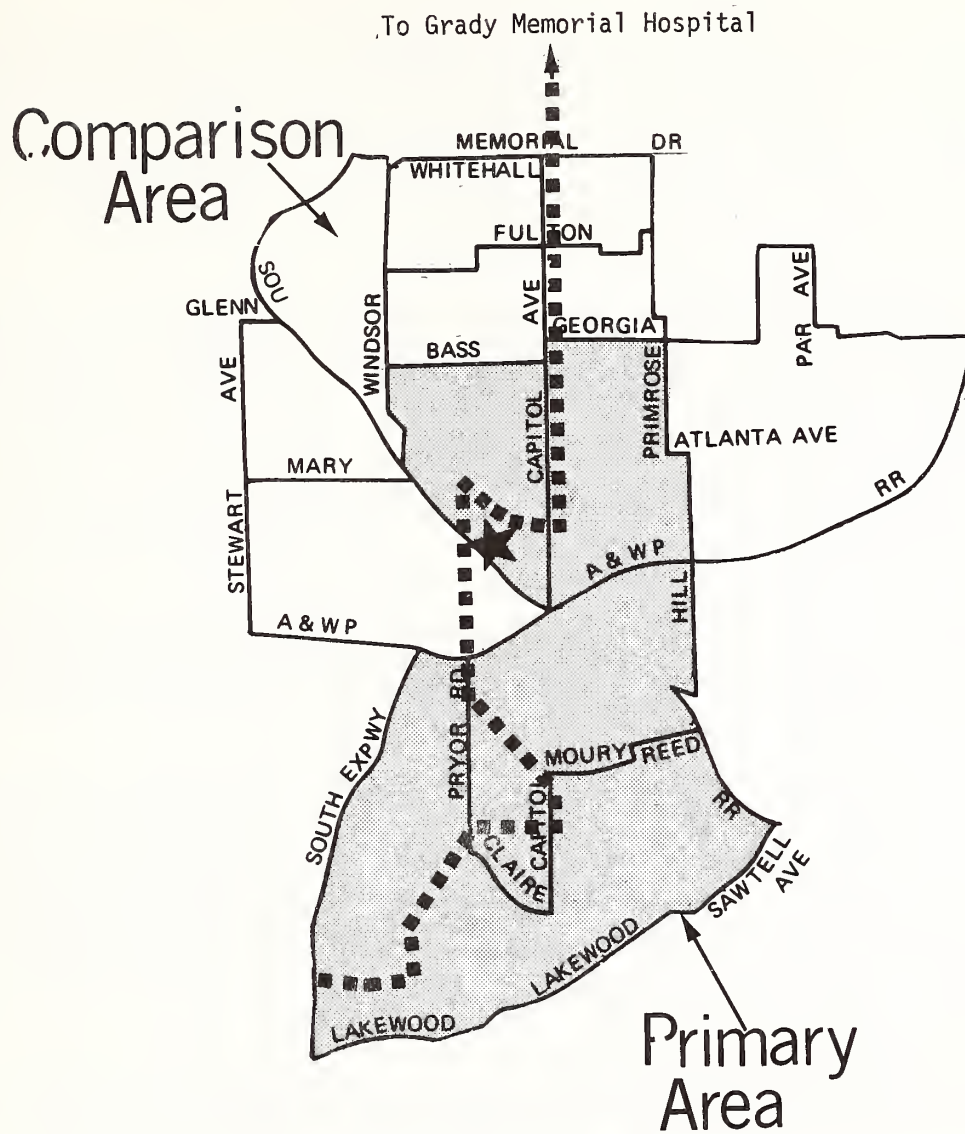 To Grady Memorial Hospital
Comparison
Area
MEMORIAL DR
WHITEHALL
FULTON
SOU
GLENN
WINDSOR
AVE
GEORGIA
PAR AVE
BASS
AVE
PRIMROSE
CAPITOL
ATLANTA AVE
MARY
RR
STEWART
A & WP
HILL
A & WP
PRYOR RD
SOUTH EXPWY
MOURY
REED
CAPITOL
RR
CLAIRE
SAWTELL
AVE
LAKEWOOD
LAKEWOOD
Primary
Area